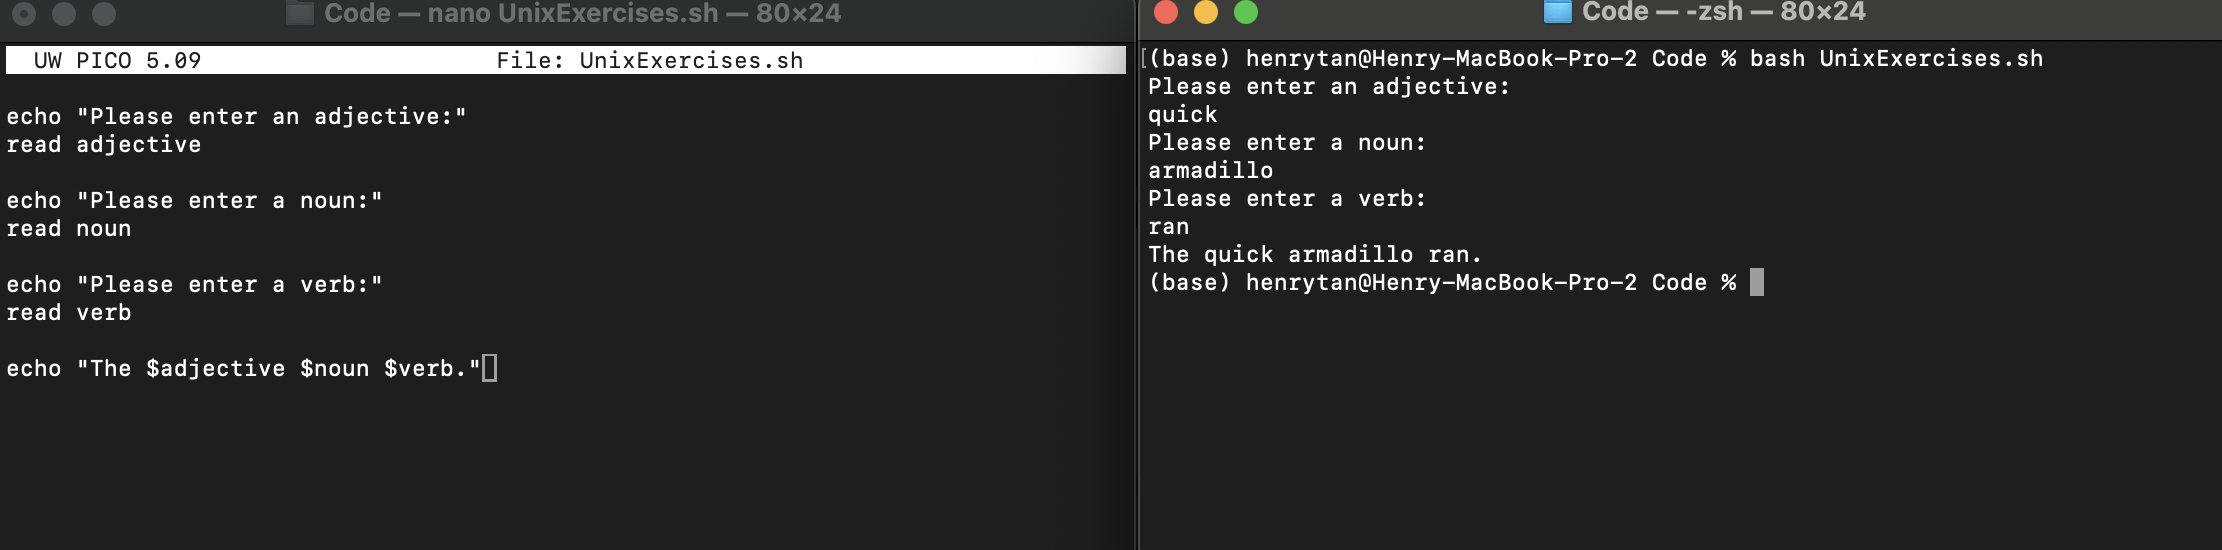 Code — nano UnixExercises.sh — 80×24
UW PICO 5.09 File: UnixExercises.sh
echo "Please enter an adjective:"
read adjective
echo "Please enter a noun:"
read noun
echo "Please enter a verb:"
read verb
echo "The $adjective $noun $verb."
Code — -zsh — 80×24
[(base) henrytan@Henry-MacBook-Pro-2 Code % bash UnixExercises.sh
Please enter an adjective:
quick
Please enter a noun:
armadillo
Please enter a verb:
ran
The quick armadillo ran.
(base) henrytan@Henry-MacBook-Pro-2 Code %